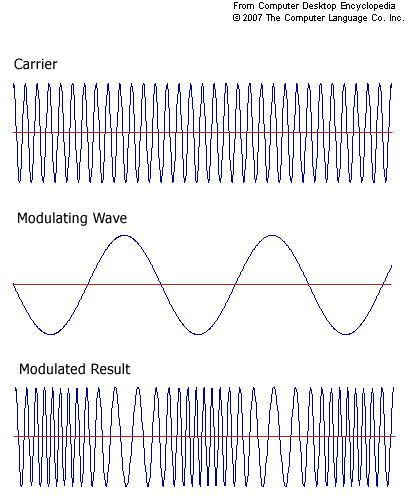 From Computer Desktop Encyclopedia
© 2007 The Computer Language Co. Inc.
Carrier
Modulating Wave
Modulated Result